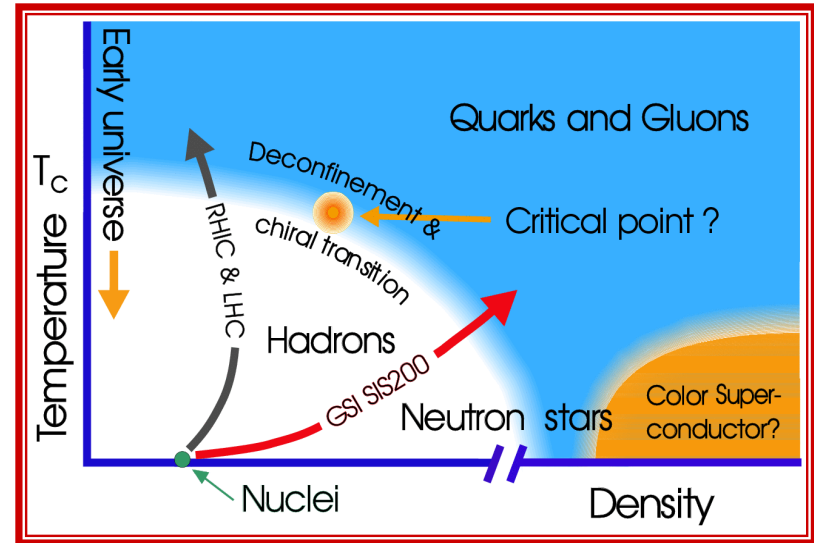 Early universe
Quarks and Gluons
Deconfinement &
chiral transition
T_C
Temperature
RHIC & LHC
Critical point ?
Hadrons
GSI SIS200
Neutron stars
Color Super-
conductor?
Nuclei
Density